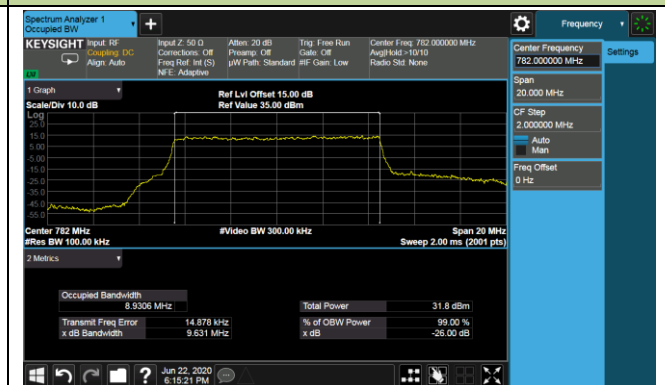 Spectrum Analyzer 1
Occupied BW
+
Frequency
KEYSIGHT
Input: RF
Coupling: DC
Align: Auto
Input Z: 50 Ω
Corrections: Off
Freq Ref: Int (S)
NFE: Adaptive
Atten: 20 dB
Preamp: Off
µW Path: Standard
Trig: Free Run
Gate: Off
#IF Gain: Low
Center Freq: 782.000000 MHz
Avg|Hold:>10/10
Radio Std: None
Center Frequency
782.000000 MHz
Settings
Span
20.000 MHz
CF Step
2.000000 MHz
Auto
Man
Freq Offset
0 Hz
1 Graph
Ref Lvl Offset 15.00 dB
Scale/Div 10.0 dB
Ref Value 35.00 dBm
Log
25.0
15.0
5.00
-5.00
-15.0
-25.0
-35.0
-45.0
-55.0
Center 782 MHz
#Video BW 300.00 kHz
Span 20 MHz
#Res BW 100.00 kHz
Sweep 2.00 ms (2001 pts)
2 Metrics
Occupied Bandwidth
8.9306 MHz
Total Power
31.8 dBm
Transmit Freq Error
14.878 kHz
% of OBW Power
99.00 %
x dB Bandwidth
9.631 MHz
x dB
-26.00 dB
?
Jun 22, 2020
6:15:21 PM